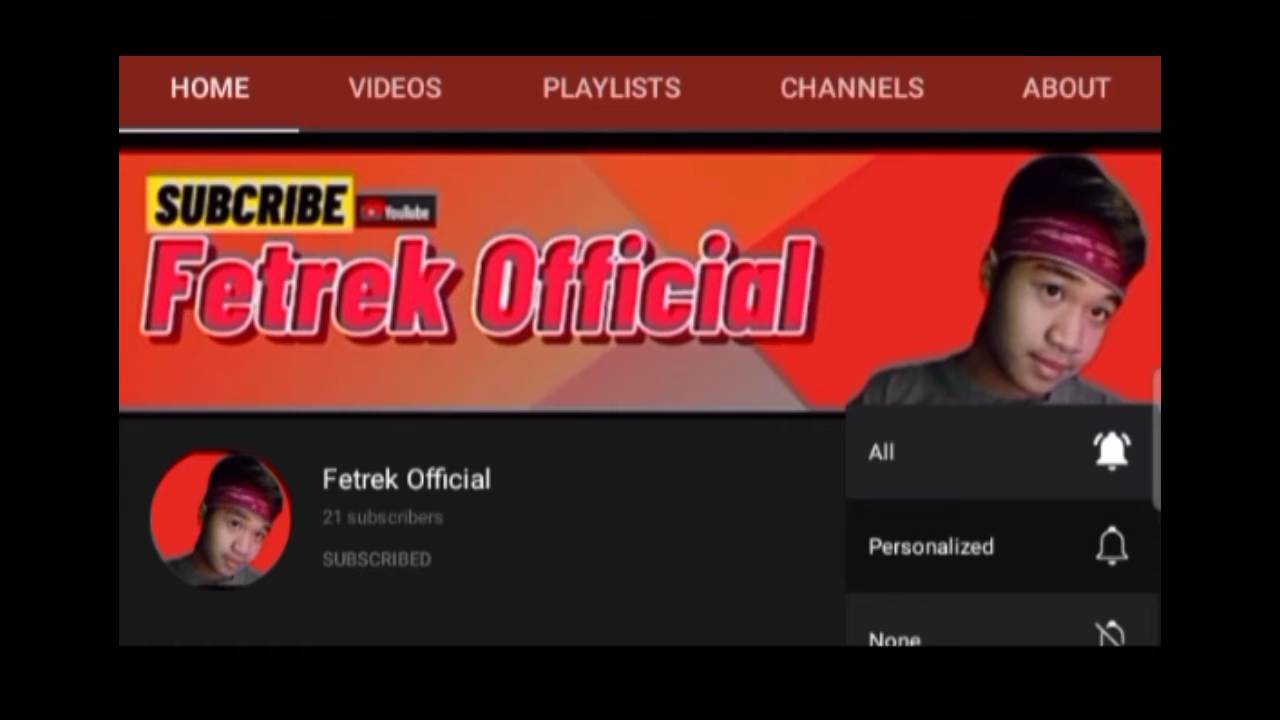 HOME VIDEOS PLAYLISTS CHANNELS ABOUT
SUBCRIBE YouTube
Fetrek Official
Fetrek Official
21 subscribers
SUBSCRIBED
All
Personalized
None